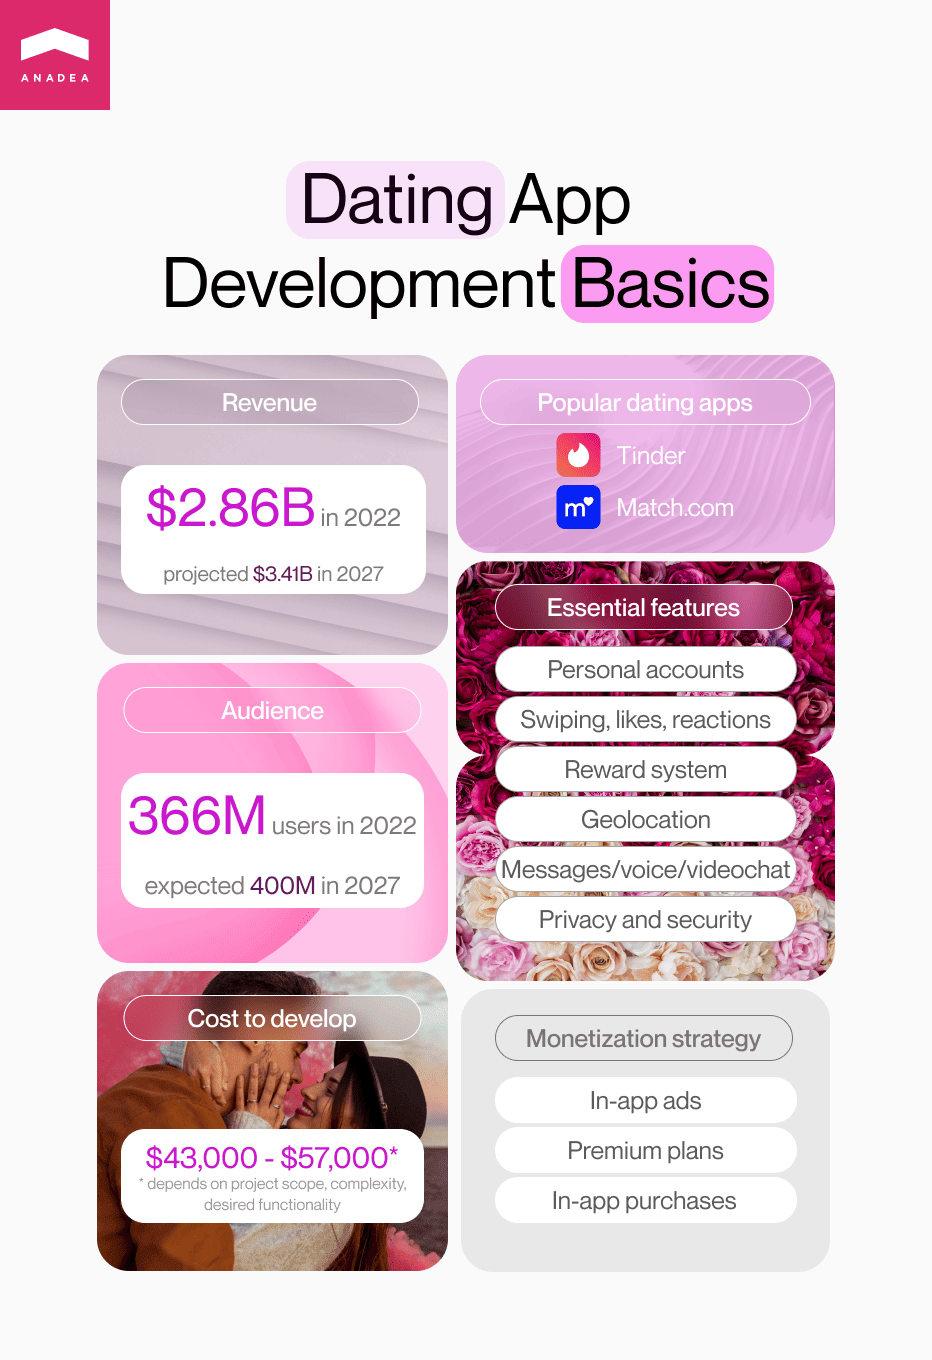 ANADEA
Dating App
Development Basics
Revenue
$2.86B in 2022
projected $3.41B in 2027
Audience
366M users in 2022
expected 400M in 2027
Cost to develop
$43,000 - $57,000*
* depends on project scope, complexity,
desired functionality
Popular dating apps
Tinder
m
Match.com
Essential features
Personal accounts
Swiping, likes, reactions
Reward system
Geolocation
Messages/voice/videochat
Privacy and security
Monetization strategy
In-app ads
Premium plans
In-app purchases